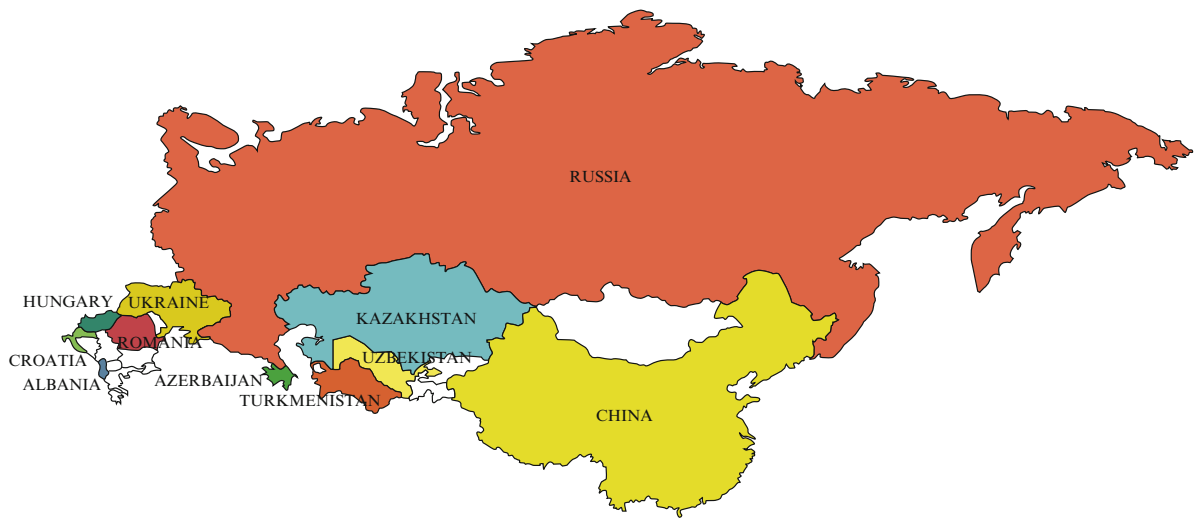 RUSSIA
HUNGARY
UKRAINE
KAZAKHSTAN
ROMANIA
CROATIA
UZBEKISTAN
ALBANIA
AZERBAIJAN
TURKMENISTAN
CHINA